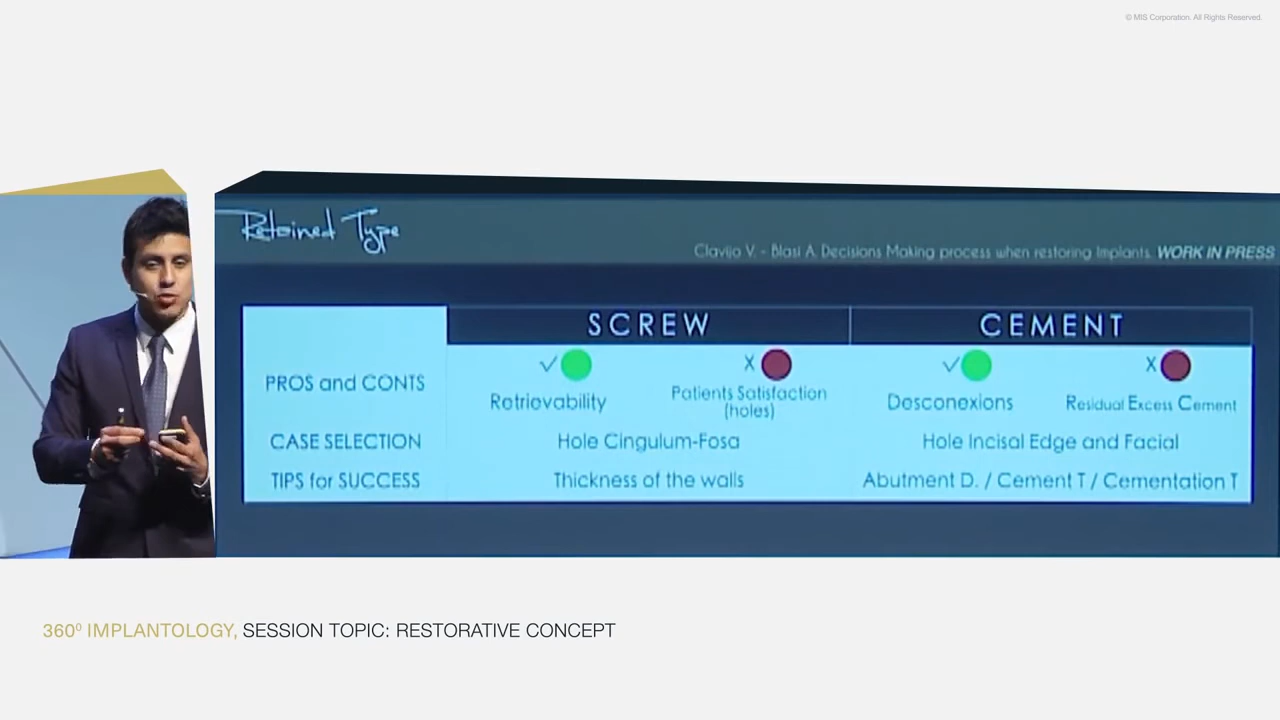 © MIS Corporation. All Rights Reserved.
Retained Type
Clavijo V. - Blasi A. Decisions Making process when restoring Implants. WORK IN PRESS
SCREW
CEMENT
PROS and CONTS
✓
X
✓
X
Retrievability
Patients Satisfaction
(holes)
Desconexions
Residual Excess Cement
CASE SELECTION
Hole Cingulum-Fosa
Hole Incisal Edge and Facial
TIPS for SUCCESS
Thickness of the walls
Abutment D. / Cement T / Cementation T
360º IMPLANTOLOGY, SESSION TOPIC: RESTORATIVE CONCEPT